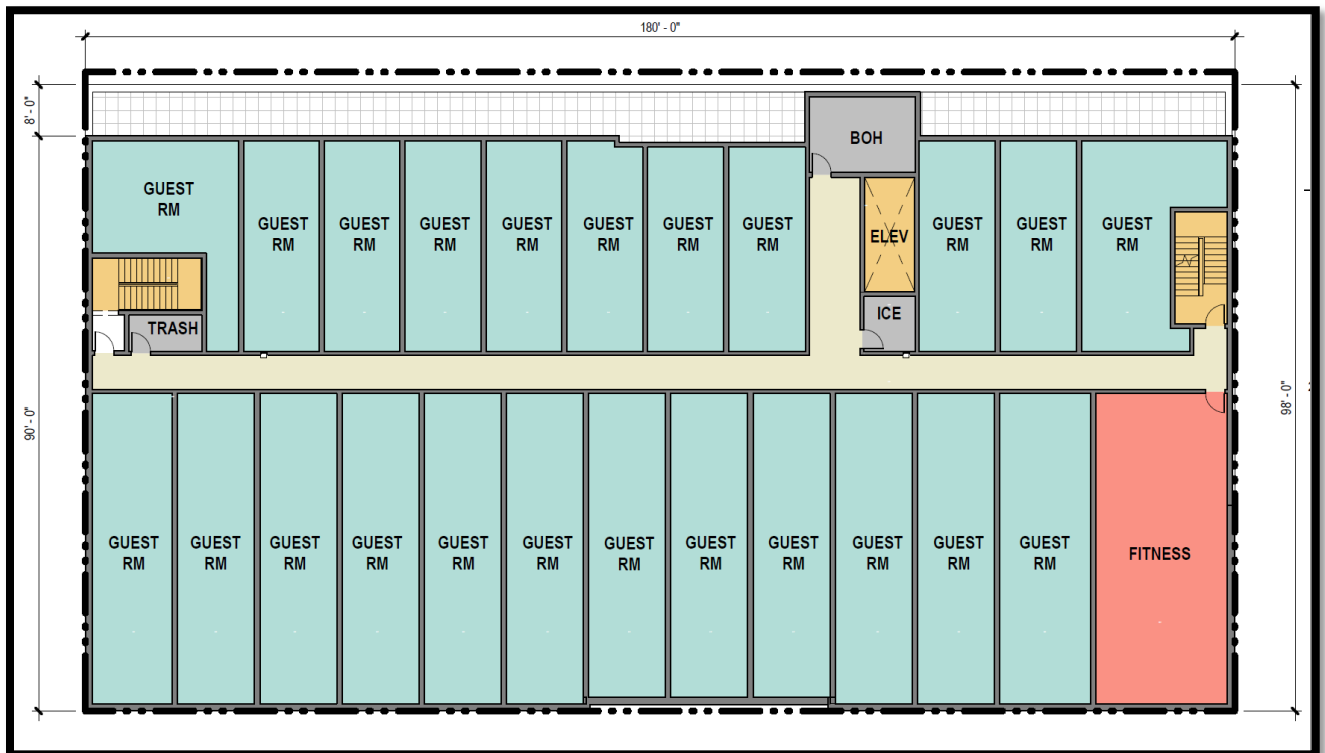 180' - 0"
8' - 0"
BOH
GUEST
RM
GUEST
RM
GUEST
RM
GUEST
RM
GUEST
RM
GUEST
RM
GUEST
RM
GUEST
RM
ELEV
GUEST
RM
GUEST
RM
GUEST
RM
ICE
TRASH
90' - 0"
98' - 0"
GUEST
RM
GUEST
RM
GUEST
RM
GUEST
RM
GUEST
RM
GUEST
RM
GUEST
RM
GUEST
RM
GUEST
RM
GUEST
RM
GUEST
RM
GUEST
RM
FITNESS